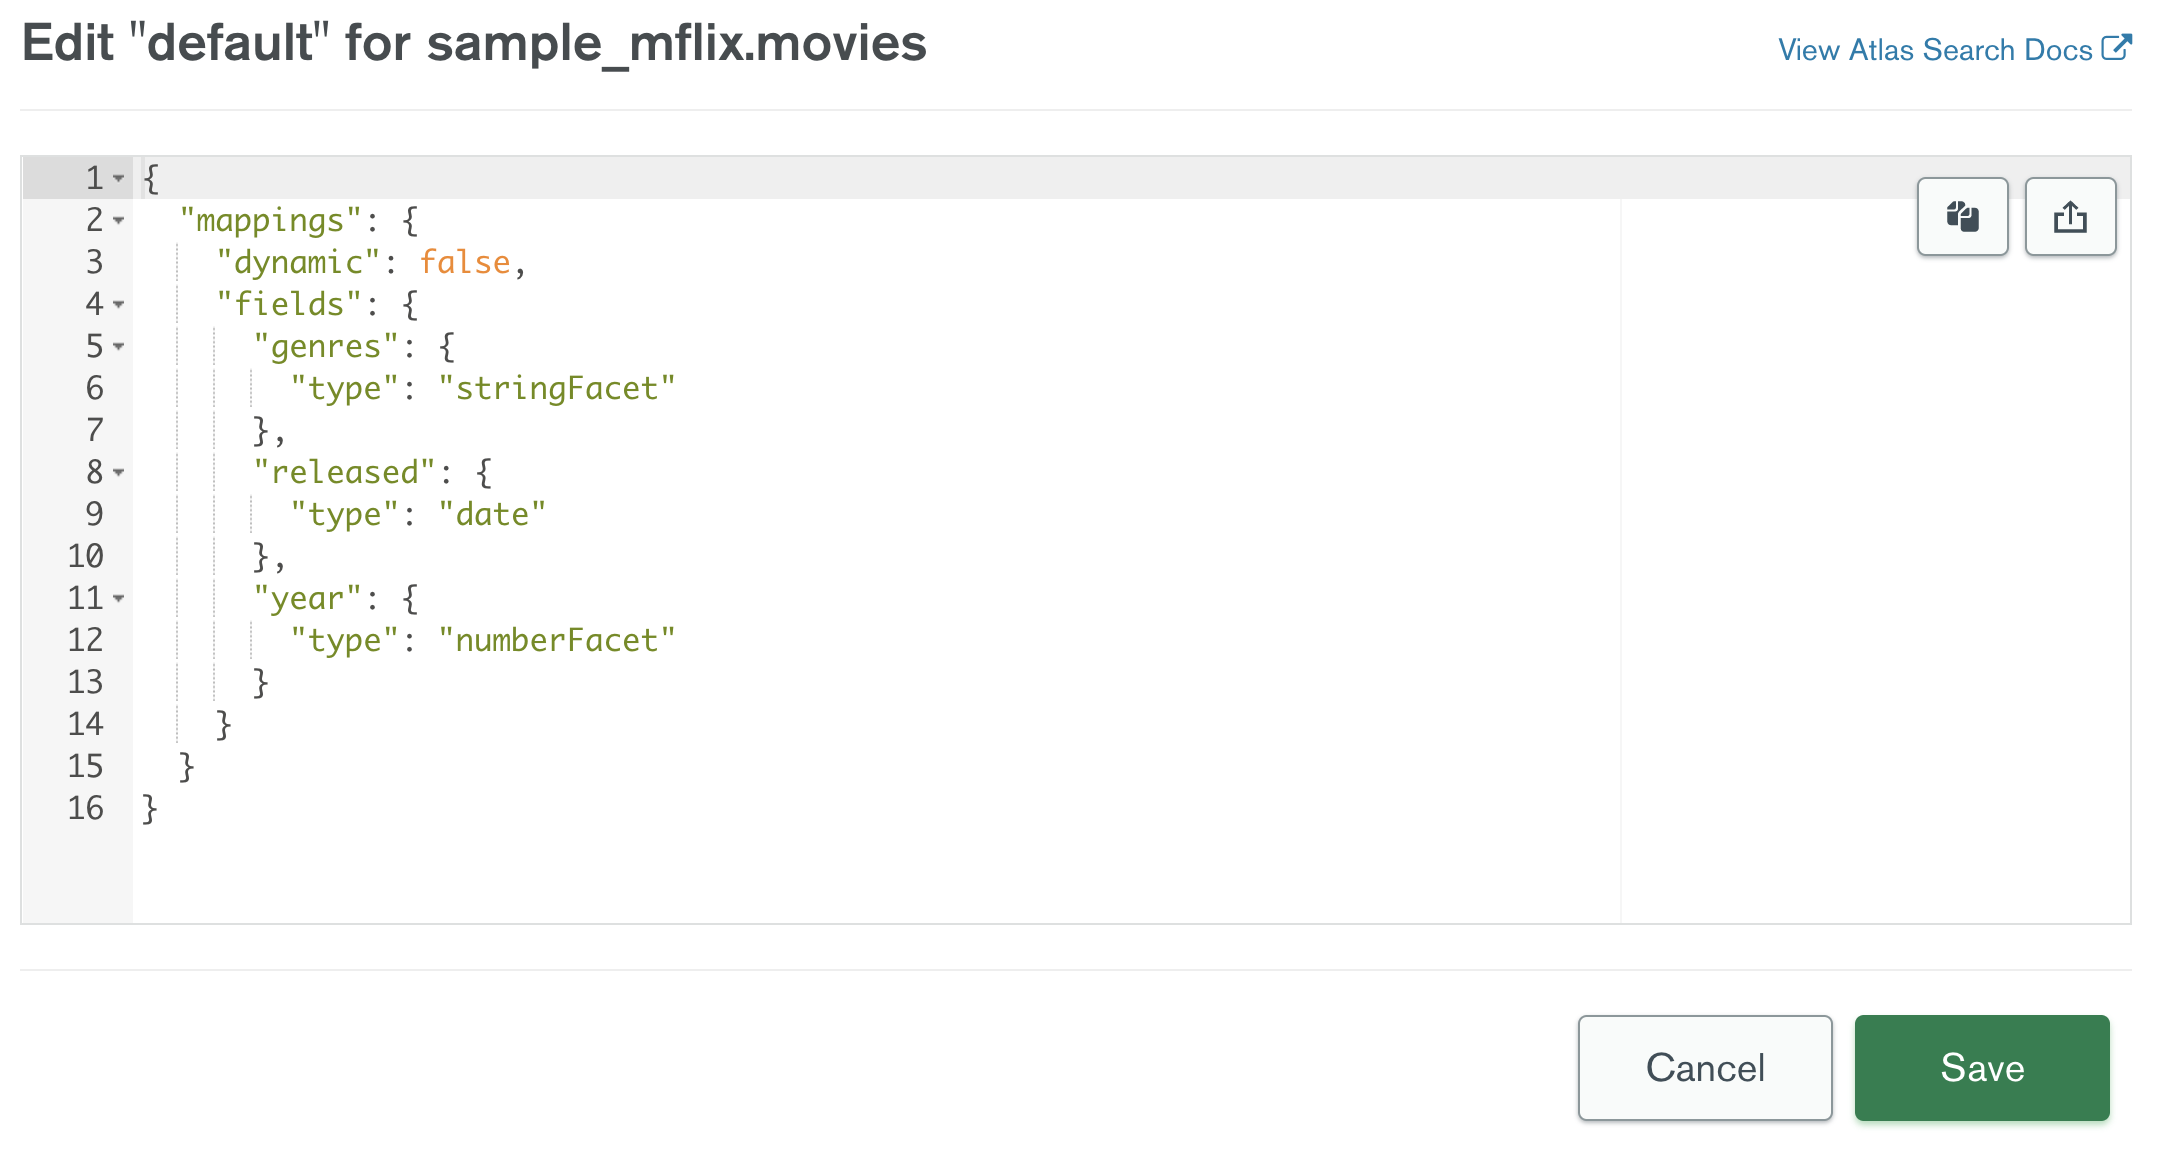 Edit "default" for sample_mflix.movies
View Atlas Search Docs
1 {
2 "mappings": {
3 "dynamic": false,
4 "fields": {
5 "genres": {
6 "type": "stringFacet"
7 },
8 "released": {
9 "type": "date"
10 },
11 "year": {
12 "type": "numberFacet"
13 }
14 }
15 }
16 }
Cancel
Save